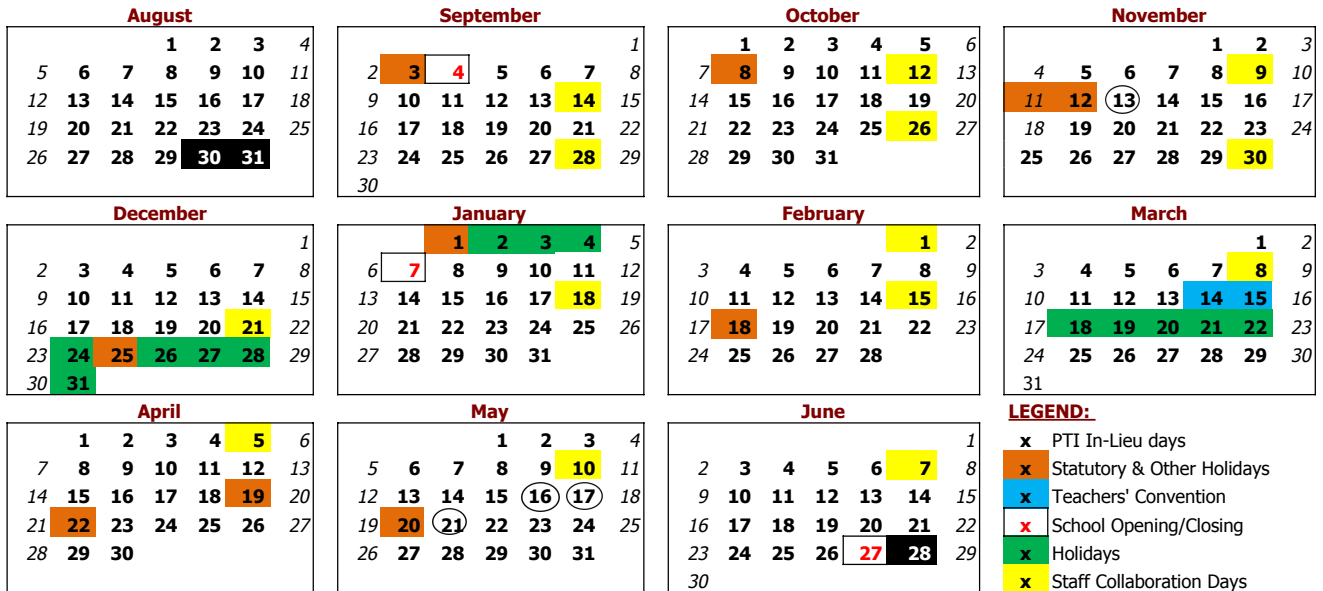 August September October November
1 2 3 4 1 1 2 3 4 5 6 1 2 3
5 6 7 8 9 10 11 2 3 4 5 6 7 8 7 8 9 10 11 12 13 4 5 6 7 8 9 10
12 13 14 15 16 17 18 9 10 11 12 13 14 15 14 15 16 17 18 19 20 11 12 13 14 15 16 17
19 20 21 22 23 24 25 16 17 18 19 20 21 22 21 22 23 24 25 26 27 18 19 20 21 22 23 24
26 27 28 29 30 31 23 24 25 26 27 28 29 28 29 30 31 25 26 27 28 29 30
30
December January February March
1 1 2 3 4 5 1 2 1 2
2 3 4 5 6 7 8 6 7 8 9 10 11 12 3 4 5 6 7 8 9 3 4 5 6 7 8 9
9 10 11 12 13 14 15 13 14 15 16 17 18 19 10 11 12 13 14 15 16 10 11 12 13 14 15 16
16 17 18 19 20 21 22 20 21 22 23 24 25 26 17 18 19 20 21 22 23 17 18 19 20 21 22 23
23 24 25 26 27 28 29 27 28 29 30 31 24 25 26 27 28 24 25 26 27 28 29 30
30 31 31
April May June LEGEND:
1 2 3 4 5 6 1 2 3 4 1 x PTI In-Lieu days
7 8 9 10 11 12 13 5 6 7 8 9 10 11 2 3 4 5 6 7 8 x Statutory & Other Holidays
14 15 16 17 18 19 20 12 13 14 15 16 17 18 9 10 11 12 13 14 15 x Teachers' Convention
21 22 23 24 25 26 27 19 20 21 22 23 24 25 16 17 18 19 20 21 22 x School Opening/Closing
28 29 30 26 27 28 29 30 31 23 24 25 26 27 28 29 x Holidays
30 x Staff Collaboration Days